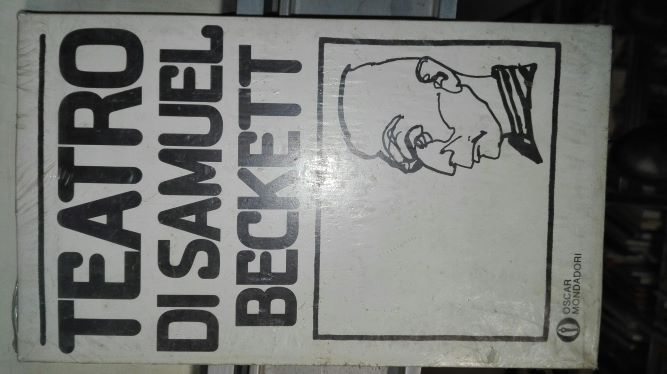 TEATRO
DI SAMUEL
BECKETT
OSCAR
MONDADORI